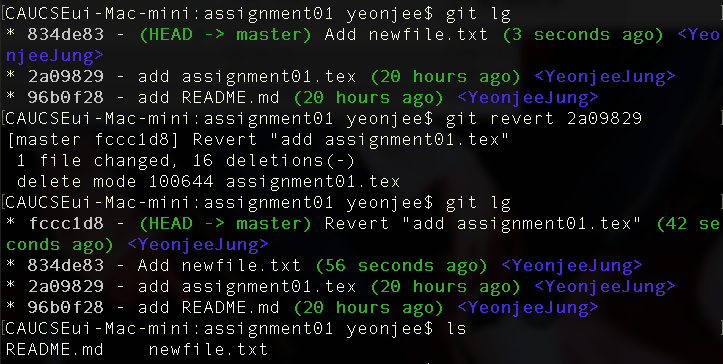 CAUCSEui-Mac-mini:assignment01 yeonjee$ git lg
* 834de83 - (HEAD -> master) Add newfile.txt (3 seconds ago) <Yeo
njeeJung>
* 2a09829 - add assignment01.tex (20 hours ago) <YeonjeeJung>
* 96b0f28 - add README.md (20 hours ago) <YeonjeeJung>
CAUCSEui-Mac-mini:assignment01 yeonjee$ git revert 2a09829
[master fccc1d8] Revert "add assignment01.tex"
 1 file changed, 16 deletions(-)
 delete mode 100644 assignment01.tex
CAUCSEui-Mac-mini:assignment01 yeonjee$ git lg
* fccc1d8 - (HEAD -> master) Revert "add assignment01.tex" (42 se
conds ago) <YeonjeeJung>
* 834de83 - Add newfile.txt (56 seconds ago) <YeonjeeJung>
* 2a09829 - add assignment01.tex (20 hours ago) <YeonjeeJung>
* 96b0f28 - add README.md (20 hours ago) <YeonjeeJung>
CAUCSEui-Mac-mini:assignment01 yeonjee$ ls
README.md    newfile.txt